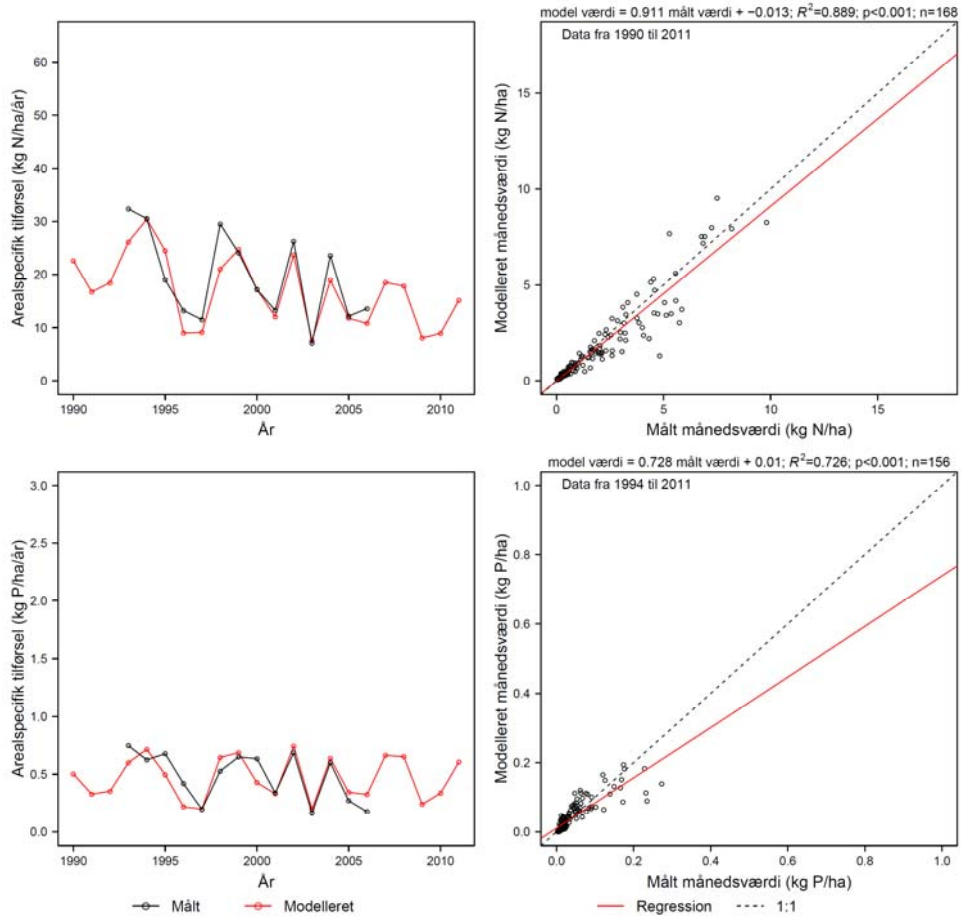 Arealspecifik tilførsel (kg N/ha/år)
60
50
40
30
20
10
0
1990 1995 2000 2005 2010
År
model værdi = 0.911 målt værdi + −0.013; R²=0.889; p<0.001; n=168
Data fra 1990 til 2011
Modelleret månedsværdi (kg N/ha)
15
10
5
0
0 5 10 15
Målt månedsværdi (kg N/ha)
Arealspecifik tilførsel (kg P/ha/år)
3.0
2.5
2.0
1.5
1.0
0.5
0.0
1990 1995 2000 2005 2010
År
model værdi = 0.728 målt værdi + 0.01; R²=0.726; p<0.001; n=156
Data fra 1994 til 2011
Modelleret månedsværdi (kg P/ha)
1.0
0.8
0.6
0.4
0.2
0.0
0.0 0.2 0.4 0.6 0.8 1.0
Målt månedsværdi (kg P/ha)
Målt Modelleret Regression 1:1